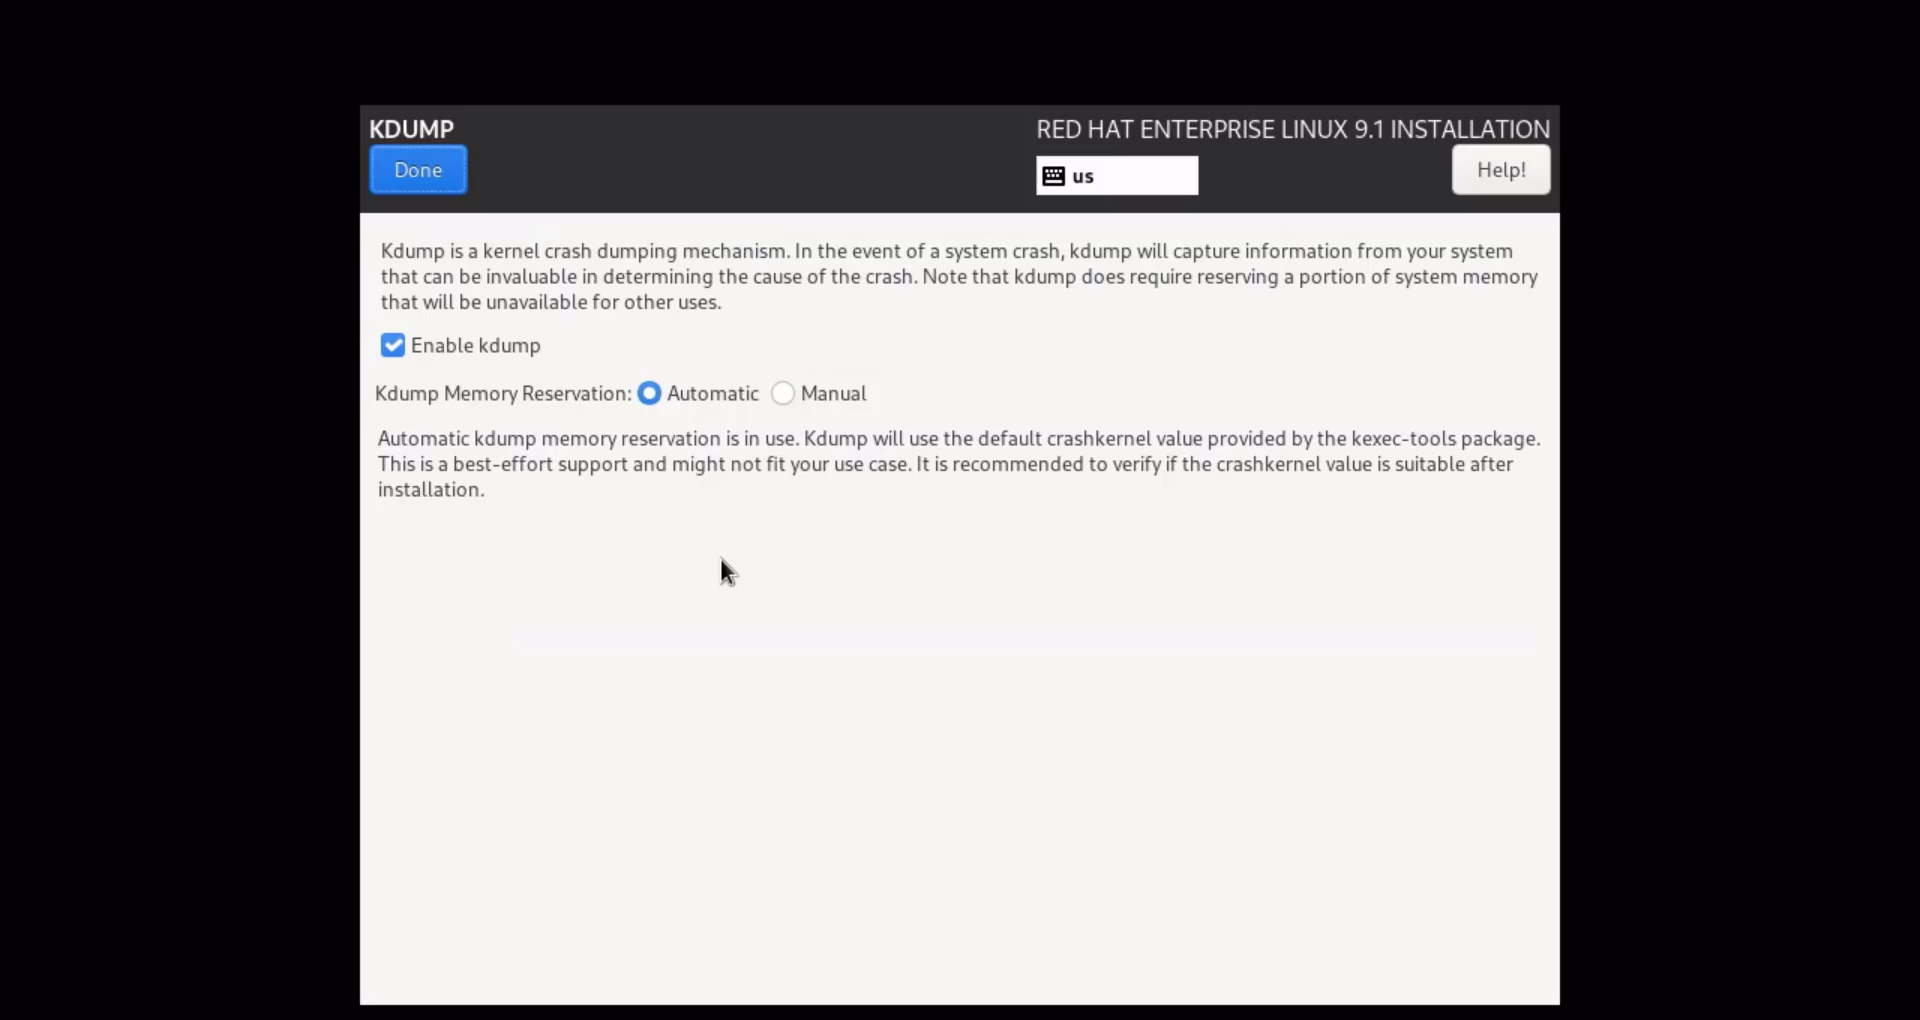 KDUMP
RED HAT ENTERPRISE LINUX 9.1 INSTALLATION
Done
us
Help!
Kdump is a kernel crash dumping mechanism. In the event of a system crash, kdump will capture information from your system
that can be invaluable in determining the cause of the crash. Note that kdump does require reserving a portion of system memory
that will be unavailable for other uses.
Enable kdump
Kdump Memory Reservation: Automatic Manual
Automatic kdump memory reservation is in use. Kdump will use the default crashkernel value provided by the kexec-tools package.
This is a best-effort support and might not fit your use case. It is recommended to verify if the crashkernel value is suitable after
installation.